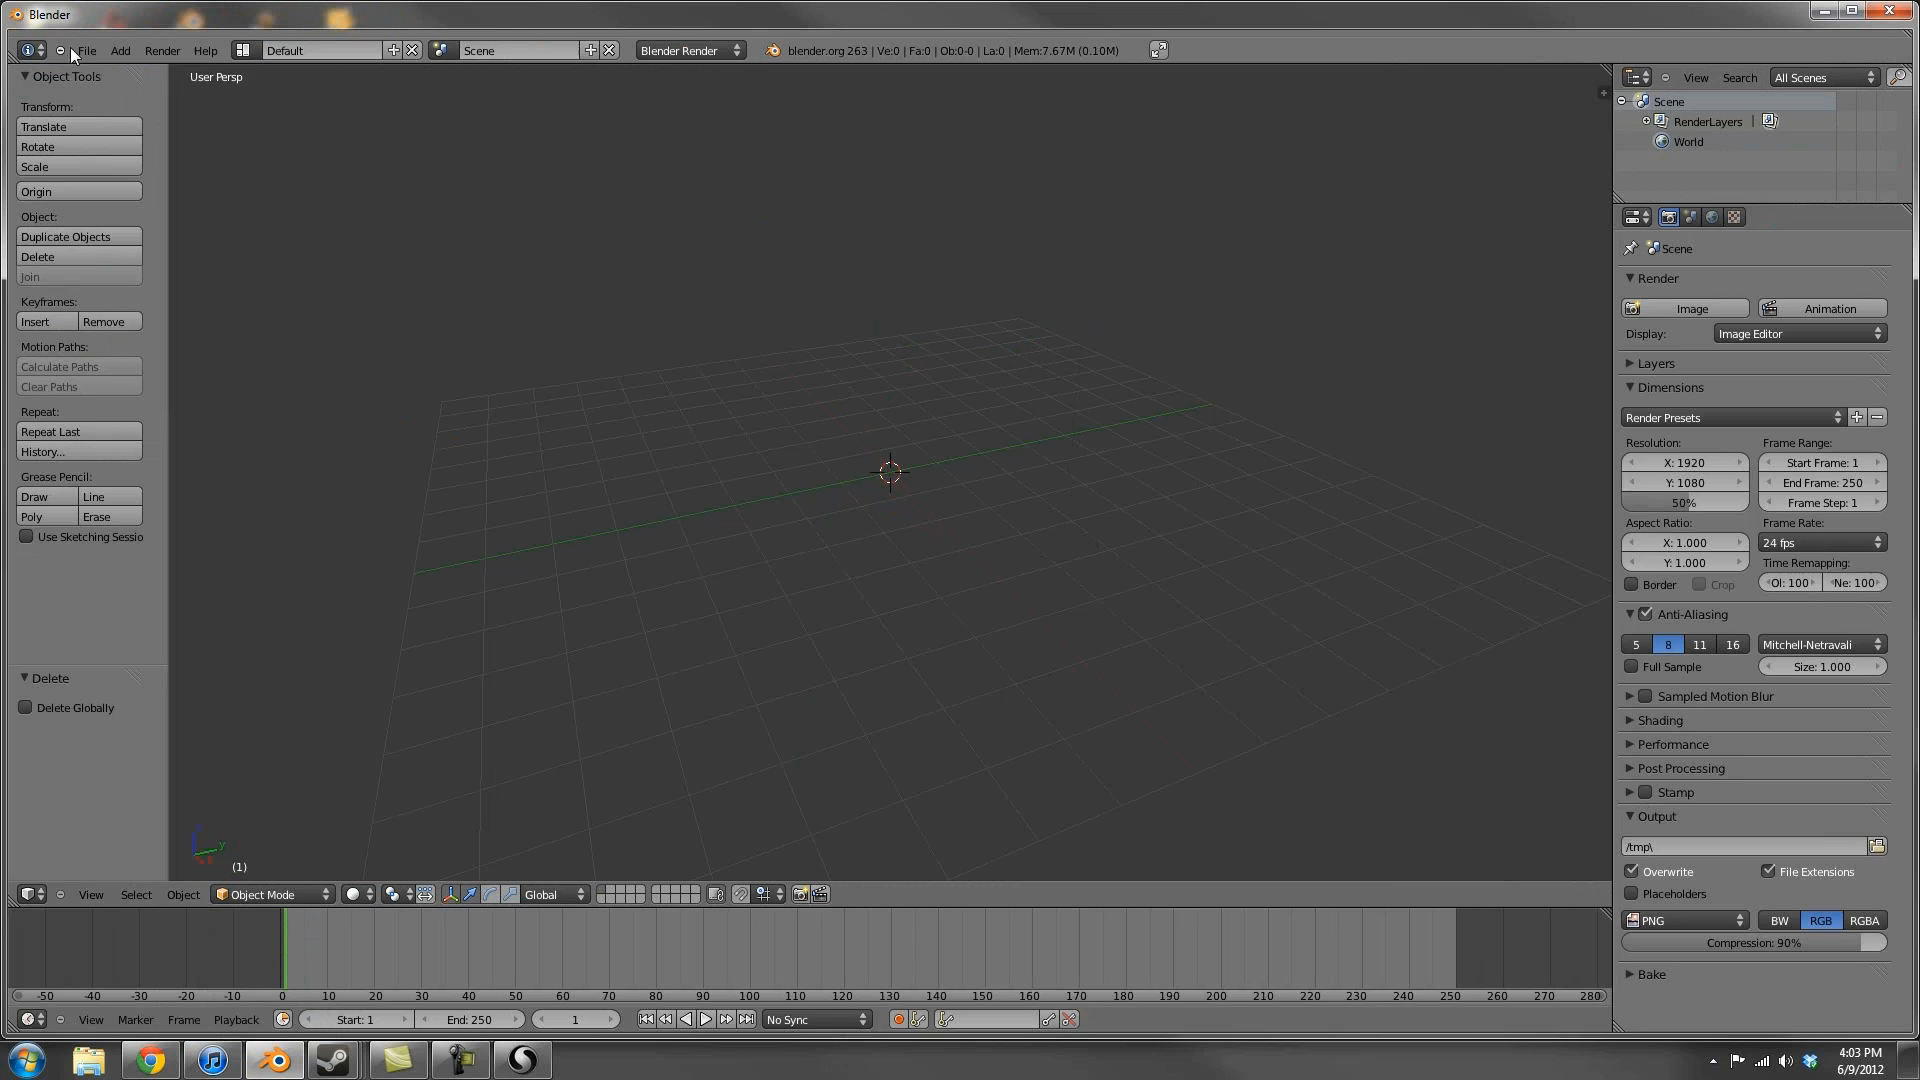 Blender
File Add Render Help Default Scene Blender Render blender.org 263 | Ve:0 | Fa:0 | Ob:0-0 | La:0 | Mem:7.67M (0.10M)
Object Tools
Transform:
Translate
Rotate
Scale
Origin
Object:
Duplicate Objects
Delete
Join
Keyframes:
Insert Remove
Motion Paths:
Calculate Paths
Clear Paths
Repeat:
Repeat Last
History...
Grease Pencil:
Draw Line
Poly Erase
Use Sketching Sessio
Delete
Delete Globally
User Persp
y
(1)
View Search All Scenes
Scene
RenderLayers |
World
Scene
Render
Image Animation
Display: Image Editor
Layers
Dimensions
Render Presets
Resolution: Frame Range:
X: 1920 Start Frame: 1
Y: 1080 End Frame: 250
50% Frame Step: 1
Aspect Ratio: Frame Rate:
X: 1.000 24 fps
Y: 1.000 Time Remapping:
Border Crop Ol: 100 Ne: 100
Anti-Aliasing
5 8 11 16 Mitchell-Netravali
Full Sample Size: 1.000
Sampled Motion Blur
Shading
Performance
Post Processing
Stamp
Output
/tmp\
Overwrite File Extensions
Placeholders
PNG BW RGB RGBA
Compression: 90%
Bake
View Select Object Object Mode Global
-50 -40 -30 -20 -10 0 10 20 30 40 50 60 70 80 90 100 110 120 130 140 150 160 170 180 190 200 210 220 230 240 250 260 270 280
View Marker Frame Playback Start: 1 End: 250 1 No Sync
4:03 PM
6/9/2012